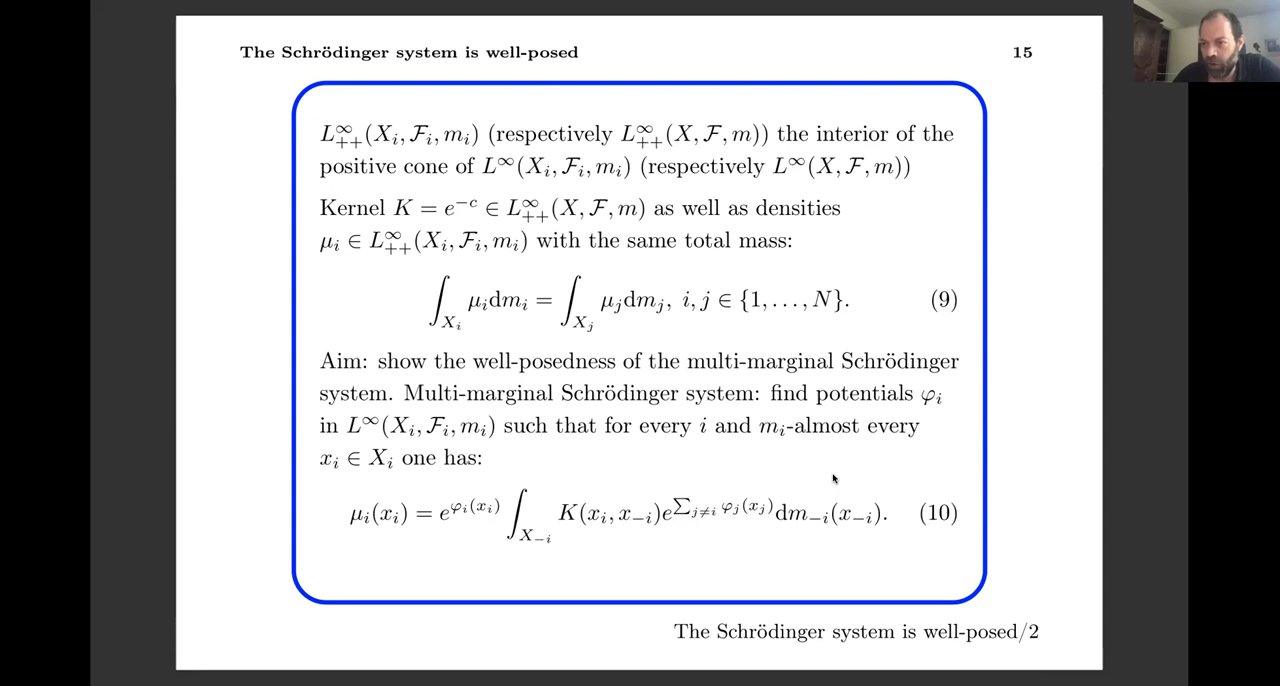 The Schrödinger system is well-posed 15
L^∞_{++}(X_i, ℱ_i, m_i) (respectively L^∞_{++}(X, ℱ, m)) the interior of the
positive cone of L^∞(X_i, ℱ_i, m_i) (respectively L^∞(X, ℱ, m))
Kernel K = e^{−c} ∈ L^∞_{++}(X, ℱ, m) as well as densities
μ_i ∈ L^∞_{++}(X_i, ℱ_i, m_i) with the same total mass:
∫_{X_i} μ_i dm_i = ∫_{X_j} μ_j dm_j, i, j ∈ {1, . . . , N}. (9)
Aim: show the well-posedness of the multi-marginal Schrödinger
system. Multi-marginal Schrödinger system: find potentials φ_i
in L^∞(X_i, ℱ_i, m_i) such that for every i and m_i-almost every
x_i ∈ X_i one has:
μ_i(x_i) = e^{φ_i(x_i)} ∫_{X_{−i}} K(x_i, x_{−i})e^{∑_{j≠i} φ_j(x_j)} dm_{−i}(x_{−i}). (10)
The Schrödinger system is well-posed/2